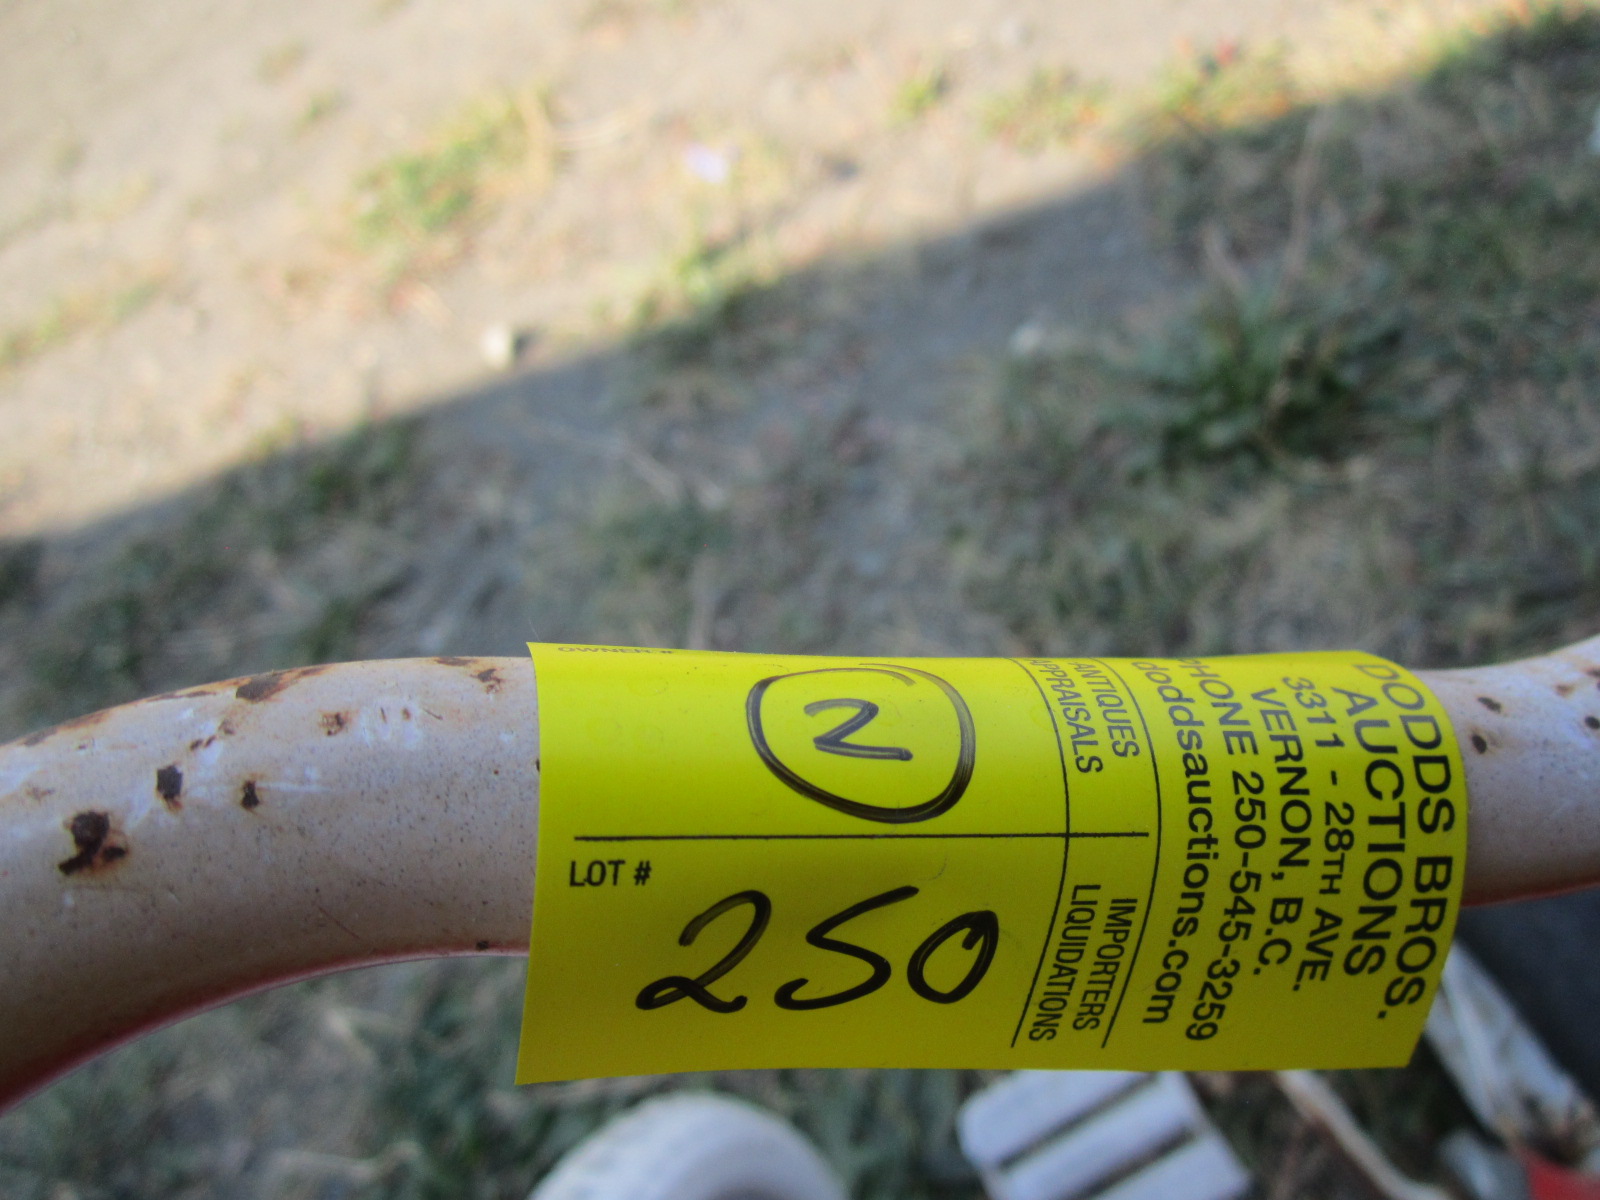 DODDS BROS.
AUCTIONS
3311 - 28TH AVE.
VERNON, B.C.
PHONE 250-545-3259
doddsauctions.com
ANTIQUES
APPRAISALS
IMPORTERS
LIQUIDATIONS
OWNER #
N
LOT #
250